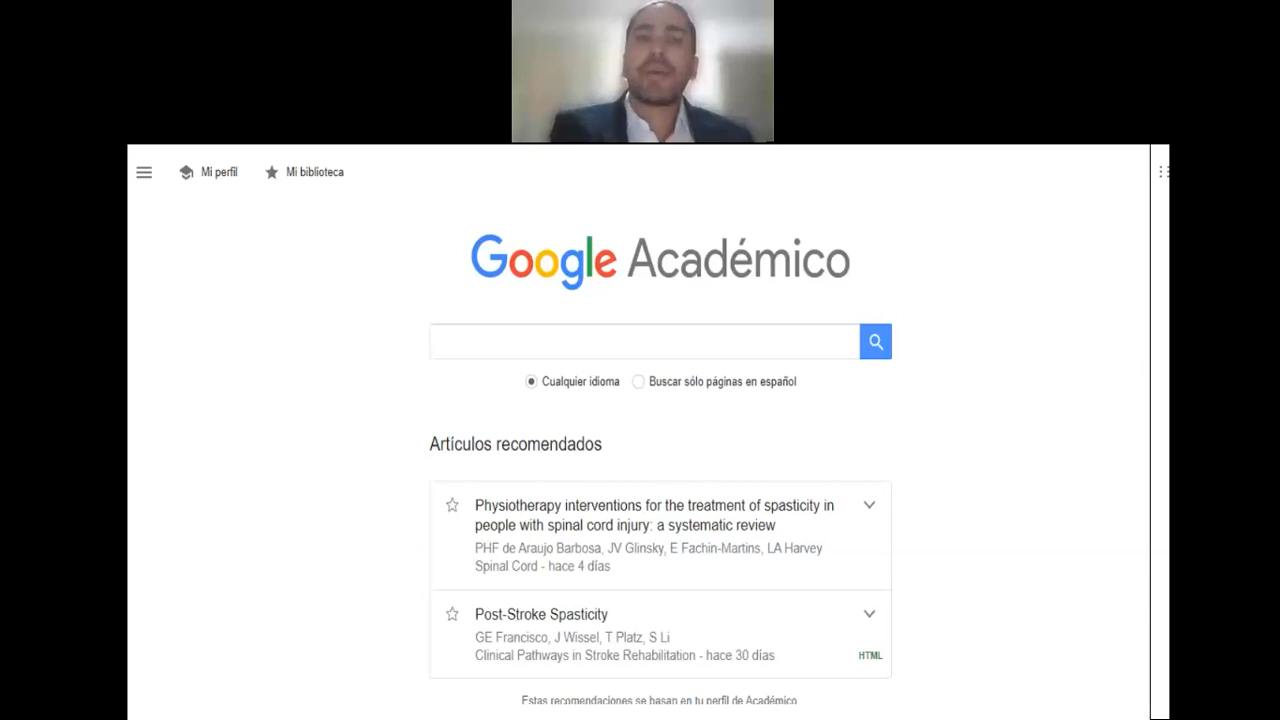 Mi perfil
Mi biblioteca
Google Académico
Cualquier idioma
Buscar sólo páginas en español
Artículos recomendados
Physiotherapy interventions for the treatment of spasticity in
people with spinal cord injury: a systematic review
PHF de Araujo Barbosa, JV Glinsky, E Fachin-Martins, LA Harvey
Spinal Cord - hace 4 días
Post-Stroke Spasticity
GE Francisco, J Wissel, T Platz, S Li
Clinical Pathways in Stroke Rehabilitation - hace 30 días
HTML
Estas recomendaciones se basan en tu perfil de Académico